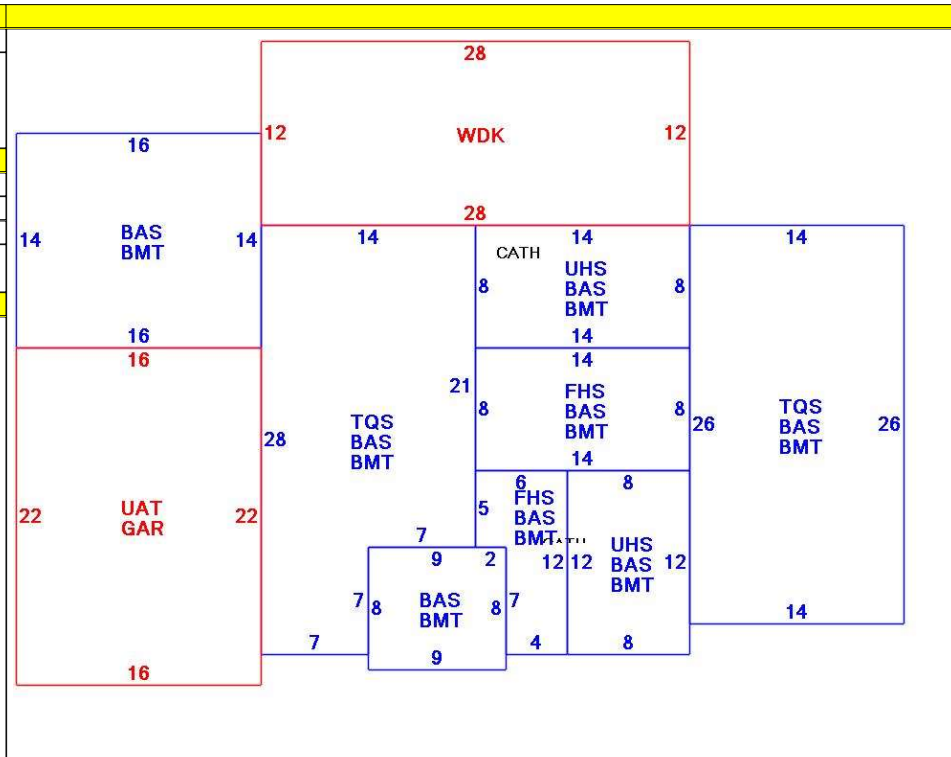 28
12 WDK 12
28
16
14 BAS 14
BMT
16
14
CATH 14
8 UHS 8
BAS
BMT
14
14
26 TQS 26
BAS
BMT
14
16
22 UAT 22
GAR
16
28 TQS 21
BAS
BMT
7
7
7
14
8 FHS 8
BAS
BMT
14
6
5 FHS
BAS
BMT
12
2
7
4
8
12 UHS 12
BAS
BMT
8
9
8 BAS 8
BMT
9